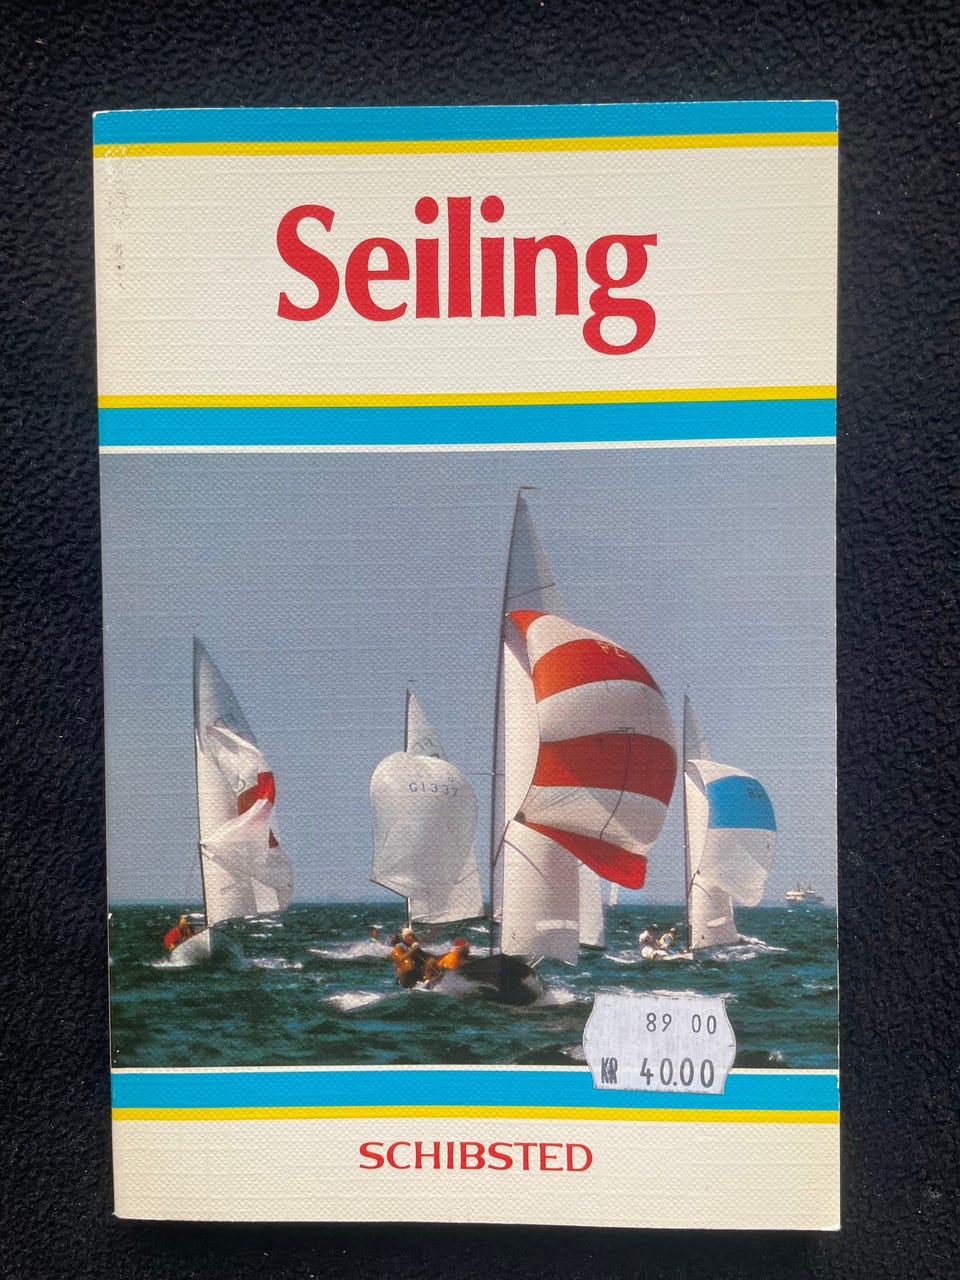 Seiling
G1337
89 00
KR 40.00
SCHIBSTED